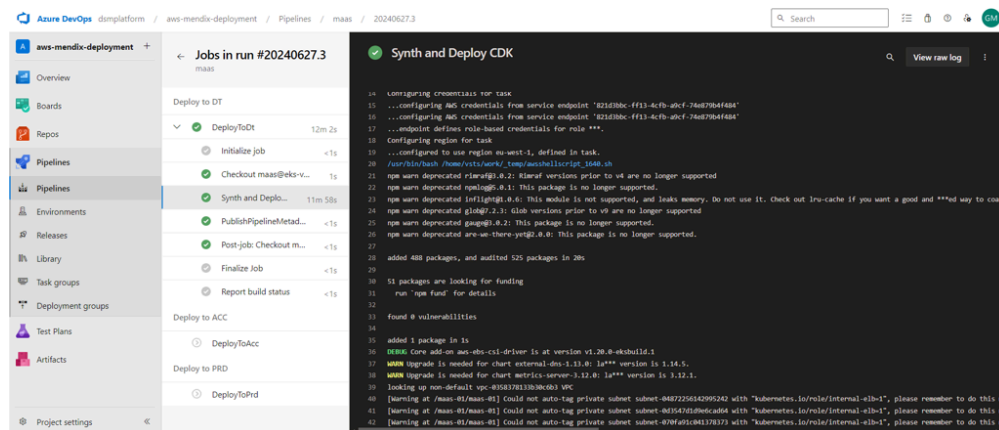 Azure DevOps dsmplatform / aws-mendix-deployment / Pipelines / maas / 20240627.3
Search
GM
A aws-mendix-deployment +
Overview
Boards
Repos
Pipelines
Pipelines
Environments
Releases
Library
Task groups
Deployment groups
Test Plans
Artifacts
Project settings
Jobs in run #20240627.3
maas
Deploy to DT
DeployToDt 12m 2s
Initialize job <1s
Checkout maas@eks-v... 1s
Synth and Deplo... 11m 58s
PublishPipelineMetad... <1s
Post-job: Checkout m... <1s
Finalize Job <1s
Report build status <1s
Deploy to ACC
DeployToAcc
Deploy to PRD
DeployToPrd
Synth and Deploy CDK
View raw log
14 Configuring credentials for task
15 ...configuring AWS credentials from service endpoint '821d3bbc-ff13-4cfb-a9cf-74e879b4f484'
16 ...configuring AWS credentials from service endpoint '821d3bbc-ff13-4cfb-a9cf-74e879b4f484'
17 ...endpoint defines role-based credentials for role ***.
18 Configuring region for task
19 ...configured to use region eu-west-1, defined in task.
20 /usr/bin/bash /home/vsts/work/_temp/awsshellscript_1640.sh
21 npm warn deprecated rimraf@3.0.2: Rimraf versions prior to v4 are no longer supported
22 npm warn deprecated npmlog@5.0.1: This package is no longer supported.
23 npm warn deprecated inflight@1.0.6: This module is not supported, and leaks memory. Do not use it. Check out lru-cache if you want a good and ***ed way to coa
24 npm warn deprecated glob@7.2.3: Glob versions prior to v9 are no longer supported
25 npm warn deprecated gauge@3.0.2: This package is no longer supported.
26 npm warn deprecated are-we-there-yet@2.0.0: This package is no longer supported.
27
28 added 488 packages, and audited 525 packages in 20s
29
30 51 packages are looking for funding
31 run `npm fund` for details
32
33 found 0 vulnerabilities
34
35 added 1 package in 1s
36 DEBUG Core add-on aws-ebs-csi-driver is at version v1.20.0-eksbuild.1
37 WARN Upgrade is needed for chart external-dns-1.13.0: la*** version is 1.14.5.
38 WARN Upgrade is needed for chart metrics-server-3.12.0: la*** version is 3.12.1.
39 looking up non-default vpc-0358378133b30c6b3 VPC
40 [Warning at /maas-01/maas-01] Could not auto-tag private subnet subnet-04872256142995242 with "kubernetes.io/role/internal-elb=1", please remember to do this
41 [Warning at /maas-01/maas-01] Could not auto-tag private subnet subnet-0d3547d1d9e6cad64 with "kubernetes.io/role/internal-elb=1", please remember to do this
42 [Warning at /maas-01/maas-01] Could not auto-tag private subnet subnet-070fa91c041378373 with "kubernetes.io/role/internal-elb=1", please remember to do this